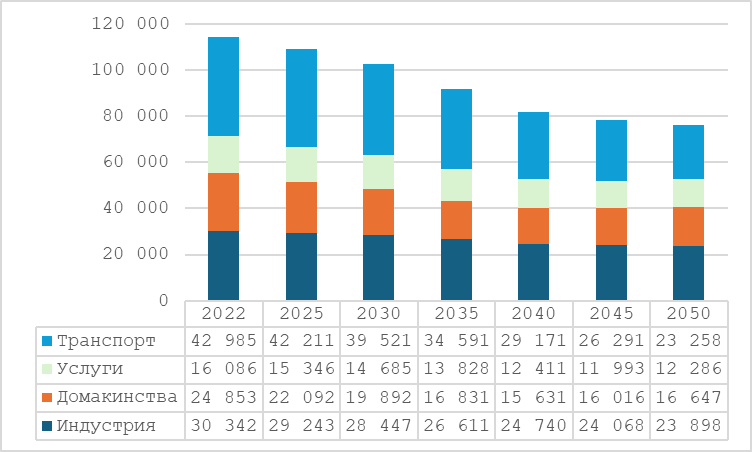 120 000
100 000
80 000
60 000
40 000
20 000
0
2022 2025 2030 2035 2040 2045 2050
Транспорт 42 985 42 211 39 521 34 591 29 171 26 291 23 258
Услуги 16 086 15 346 14 685 13 828 12 411 11 993 12 286
Домакинства 24 853 22 092 19 892 16 831 15 631 16 016 16 647
Индустрия 30 342 29 243 28 447 26 611 24 740 24 068 23 898